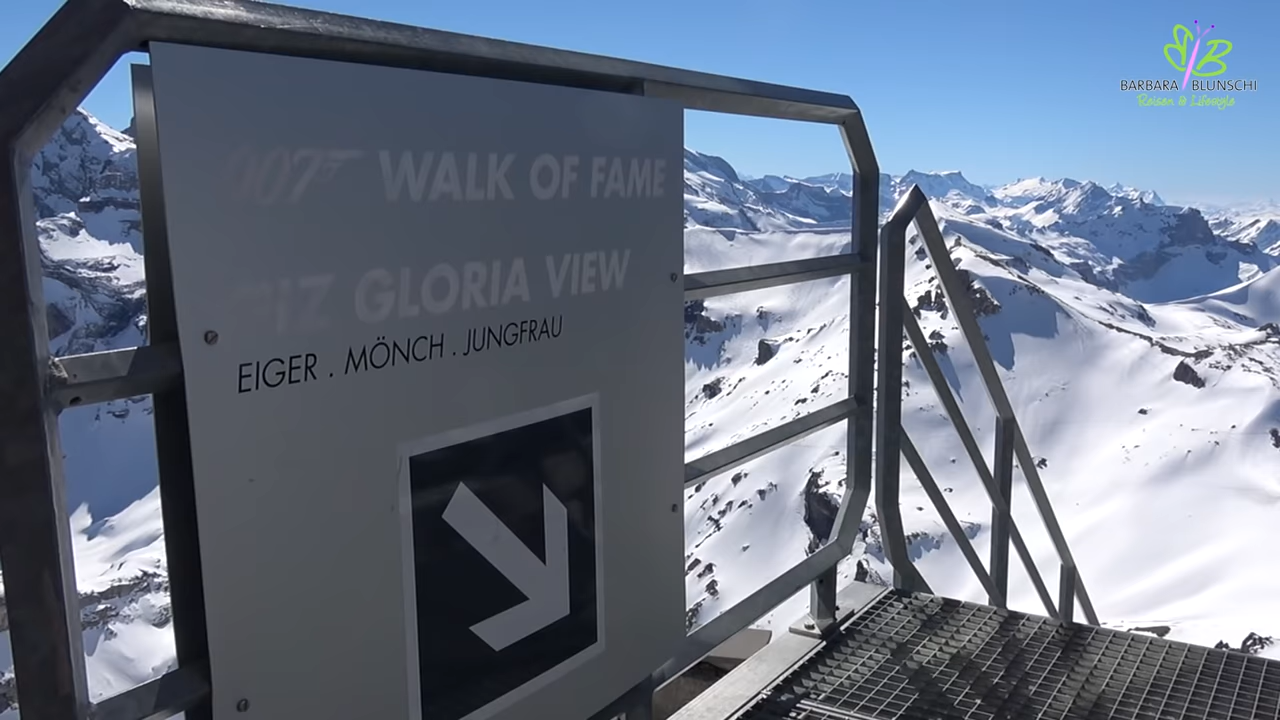 007 WALK OF FAME
PIZ GLORIA VIEW
EIGER . MÖNCH . JUNGFRAU
BARBARA BLUNSCHI
Reisen & Lifestyle